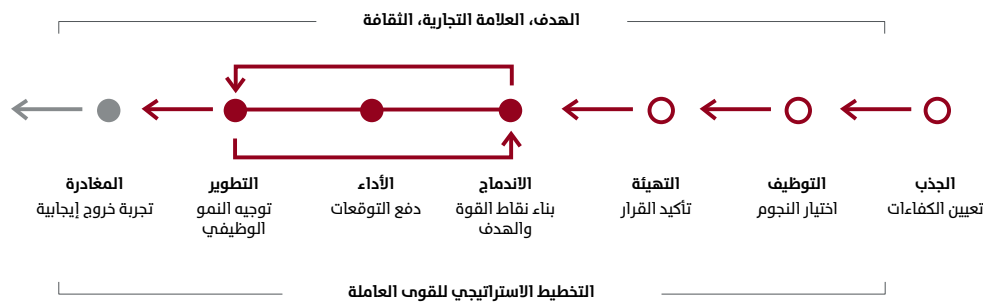 الهدف، العلامة التجارية، الثقافة
الجذب
تعيين الكفاءات
التوظيف
اختيار النجوم
التهيئة
تأكيد القرار
الاندماج
بناء نقاط القوة
والهدف
الأداء
دفع التوقعات
التطوير
توجيه النمو
الوظيفي
المغادرة
تجربة خروج إيجابية
التخطيط الاستراتيجي للقوى العاملة